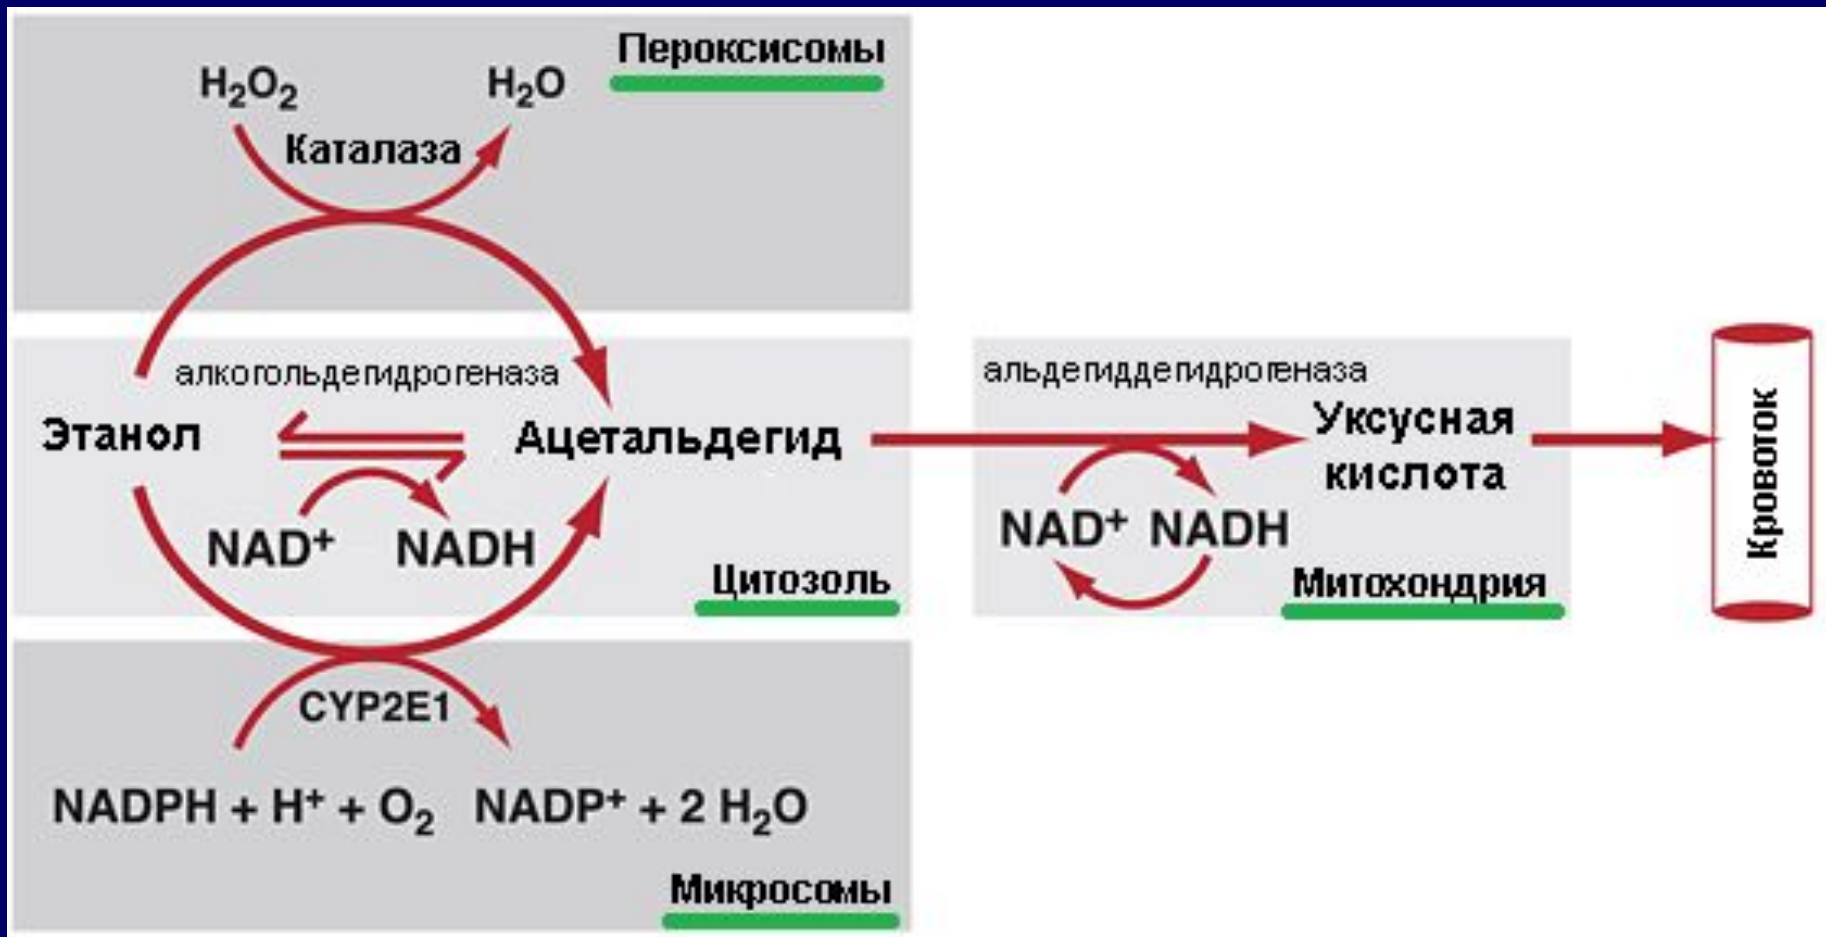 Пероксисомы
H₂O₂ H₂O
Каталаза
алкогольдегидрогеназа
Этанол Ацетальдегид
NAD⁺ NADH
Цитозоль
альдегиддегидрогеназа
Уксусная
кислота
NAD⁺ NADH
Митохондрия
Кровоток
CYP2E1
NADPH + H⁺ + O₂ NADP⁺ + 2 H₂O
Микросомы